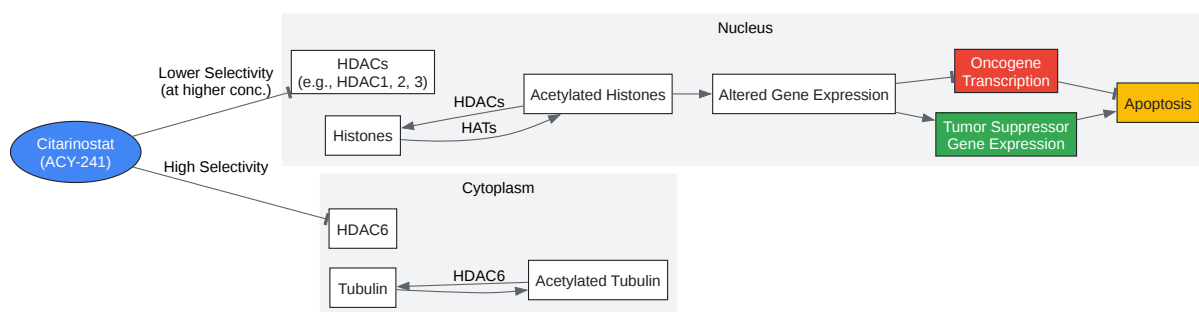 Nucleus
HDACs
(e.g., HDAC1, 2, 3)
Lower Selectivity
(at higher conc.)
Oncogene
Transcription
HDACs
Acetylated Histones
Altered Gene Expression
Apoptosis
Histones
HATs
Tumor Suppressor
Gene Expression
Citarinostat
(ACY-241)
High Selectivity
Cytoplasm
HDAC6
HDAC6
Acetylated Tubulin
Tubulin